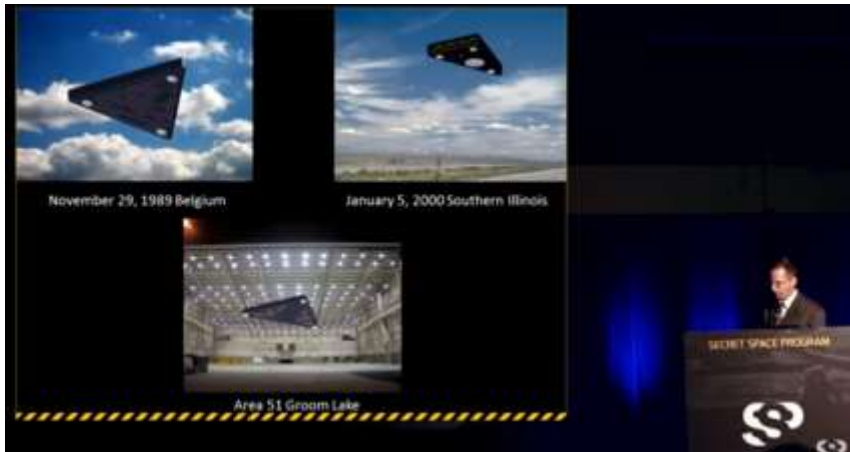 November 29, 1989 Belgium
January 5, 2000 Southern Illinois
Area 51 Groom Lake
SECRET SPACE PROGRAM